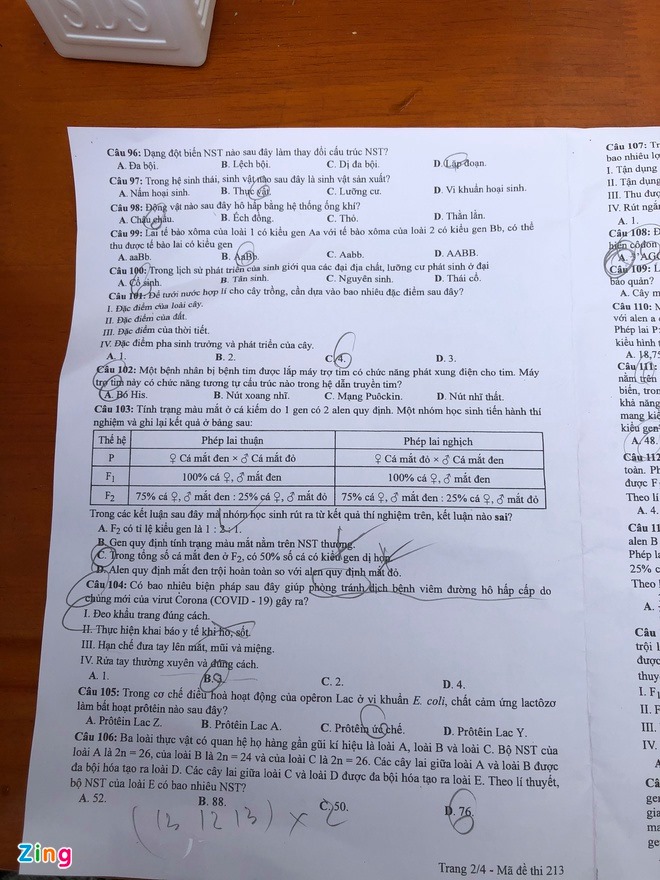 Câu 96: Dạng đột biến NST nào sau đây làm thay đổi cấu trúc NST?
A. Đa bội. B. Lệch bội. C. Dị đa bội. D. Lặp đoạn.
Câu 97: Trong hệ sinh thái, sinh vật nào sau đây là sinh vật sản xuất?
A. Nấm hoại sinh. B. Thực vật. C. Lưỡng cư. D. Vi khuẩn hoại sinh.
Câu 98: Động vật nào sau đây hô hấp bằng hệ thống ống khí?
A. Châu chấu. B. Ếch đồng. C. Thỏ. D. Thằn lằn.
Câu 99: Lai tế bào xôma của loài 1 có kiểu gen Aa với tế bào xôma của loài 2 có kiểu gen Bb, có thể
thu được tế bào lai có kiểu gen
A. aaBb. B. AaBb. C. Aabb. D. AABB.
Câu 100: Trong lịch sử phát triển của sinh giới qua các đại địa chất, lưỡng cư phát sinh ở đại
A. Cổ sinh. B. Tân sinh. C. Nguyên sinh. D. Thái cổ.
Câu 101: Để tưới nước hợp lí cho cây trồng, cần dựa vào bao nhiêu đặc điểm sau đây?
I. Đặc điểm của loài cây.
II. Đặc điểm của đất.
III. Đặc điểm của thời tiết.
IV. Đặc điểm pha sinh trưởng và phát triển của cây.
A. 1. B. 2. C. 4. D. 3.
Câu 102: Một bệnh nhân bị bệnh tim được lắp máy trợ tim có chức năng phát xung điện cho tim. Máy
trợ tim này có chức năng tương tự cấu trúc nào trong hệ dẫn truyền tim?
A. Bó His. B. Nút xoang nhĩ. C. Mạng Puôckin. D. Nút nhĩ thất.
Câu 103: Tính trạng màu mắt ở cá kiếm do 1 gen có 2 alen quy định. Một nhóm học sinh tiến hành thí
nghiệm và ghi lại kết quả ở bảng sau:
Thế hệ Phép lai thuận Phép lai nghịch
P ♀ Cá mắt đen × ♂ Cá mắt đỏ ♀ Cá mắt đỏ × ♂ Cá mắt đen
F1 100% cá ♀, ♂ mắt đen 100% cá ♀, ♂ mắt đen
F2 75% cá ♀, ♂ mắt đen : 25% cá ♀, ♂ mắt đỏ 75% cá ♀, ♂ mắt đen : 25% cá ♀, ♂ mắt đỏ
Trong các kết luận sau đây mà nhóm học sinh rút ra từ kết quả thí nghiệm trên, kết luận nào sai?
A. F2 có tỉ lệ kiểu gen là 1 : 2 : 1.
B. Gen quy định tính trạng màu mắt nằm trên NST thường.
C. Trong tổng số cá mắt đen ở F2, có 50% số cá có kiểu gen dị hợp.
D. Alen quy định mắt đen trội hoàn toàn so với alen quy định mắt đỏ.
Câu 104: Có bao nhiêu biện pháp sau đây giúp phòng tránh dịch bệnh viêm đường hô hấp cấp do
chủng mới của virut Corona (COVID - 19) gây ra?
I. Đeo khẩu trang đúng cách.
II. Thực hiện khai báo y tế khi ho, sốt.
III. Hạn chế đưa tay lên mắt, mũi và miệng.
IV. Rửa tay thường xuyên và đúng cách.
A. 1. B. 3. C. 2. D. 4.
Câu 105: Trong cơ chế điều hoà hoạt động của opêron Lac ở vi khuẩn E. coli, chất cảm ứng lactôzơ
làm bất hoạt prôtêin nào sau đây?
A. Prôtêin Lac Z. B. Prôtêin Lac A. C. Prôtêin ức chế. D. Prôtêin Lac Y.
Câu 106: Ba loài thực vật có quan hệ họ hàng gần gũi kí hiệu là loài A, loài B và loài C. Bộ NST của
loài A là 2n = 26, của loài B là 2n = 24 và của loài C là 2n = 26. Các cây lai giữa loài A và loài B được
đa bội hóa tạo ra loài D. Các cây lai giữa loài C và loài D được đa bội hóa tạo ra loài E. Theo lí thuyết,
bộ NST của loài E có bao nhiêu NST?
A. 52. B. 88. C. 50. D. 76.
(13 12 13) × 2
Trang 2/4 - Mã đề thi 213
Zing
Câu 107:
bao nhiêu
I. Tận dụng
II. Tận dụng
III. Thu
IV. Rút
A. 1.
Câu 108:
Câu 109:
bảo quản?
A. Cây
Câu 110:
với alen a
Phép lai P:
kiểu hình
A. 18,75
Câu 111:
nằm trên
khả năng
kiểu gen
A. 48.
Câu 112
toàn.
được F
Theo lí
A. 4.
alen B
Phép
25%
Theo
A.
Câu
trội
được
thuy
I. F1
II. F
III.
IV.